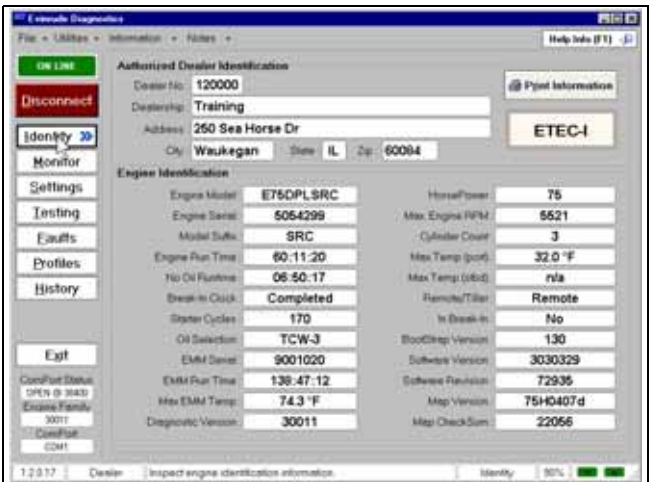 Evinrude Diagnostics
File Utilities Information Notes Help Info (F1)
ON LINE
Disconnect
Identity
Monitor
Settings
Testing
Faults
Profiles
History
Exit
ComPort Status
OPEN @ 38400
Engine Family
30011
ComPort
COM1
Authorized Dealer Identification
Dealer No: 120000
Dealership: Training
Address: 250 Sea Horse Dr
City: Waukegan State: IL Zip: 60084
Print Information
ETEC-I
Engine Identification
Engine Model: E75DPLSRC
Engine Serial: 5054299
Model Suffix: SRC
Engine Run Time: 60:11:20
No Oil Runtime: 06:50:17
Break-In Clock: Completed
Starter Cycles: 170
Oil Selection: TCW-3
EMM Serial: 9001020
EMM Run Time: 138:47:12
Max EMM Temp: 74.3 °F
Diagnostic Version: 30011
HorsePower: 75
Max. Engine RPM: 5521
Cylinder Count: 3
Max Temp (port): 32.0 °F
Max Temp (stbd): n/a
Remote/Tiller: Remote
In Break-In: No
BootStrap Version: 130
Software Version: 3030329
Software Revision: 72935
Map Version: 75H0407d
Map CheckSum: 22056
Dealer Inspect engine identification information. Identity 90%